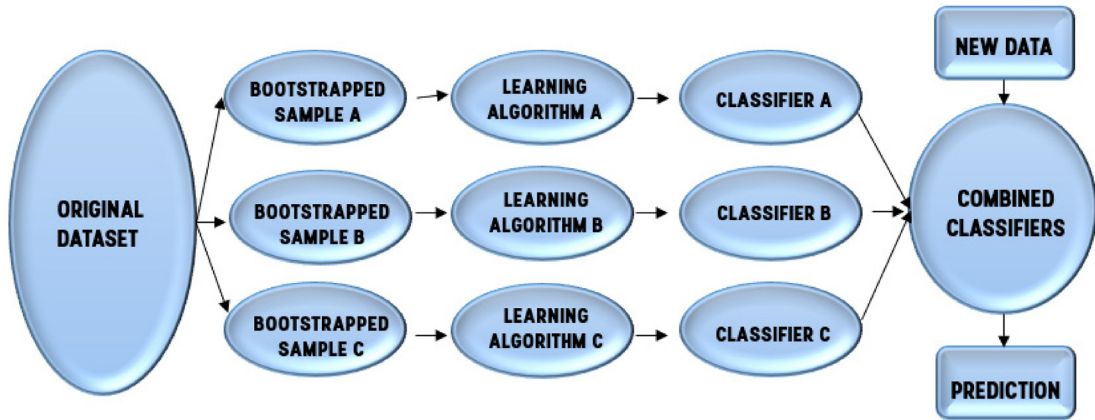 ORIGINAL
DATASET
BOOTSTRAPPED
SAMPLE A
LEARNING
ALGORITHM A
CLASSIFIER A
BOOTSTRAPPED
SAMPLE B
LEARNING
ALGORITHM B
CLASSIFIER B
BOOTSTRAPPED
SAMPLE C
LEARNING
ALGORITHM C
CLASSIFIER C
NEW DATA
COMBINED
CLASSIFIERS
PREDICTION